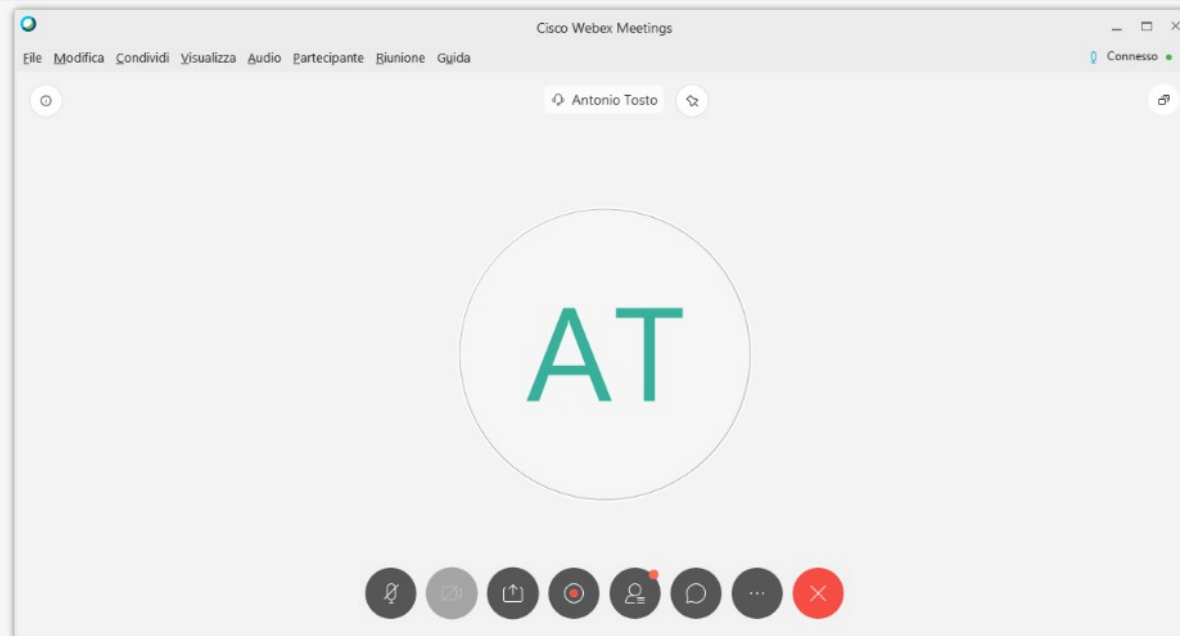 Cisco Webex Meetings
File Modifica Condividi Visualizza Audio Partecipante Riunione Guida
Connesso
Antonio Tosto
AT